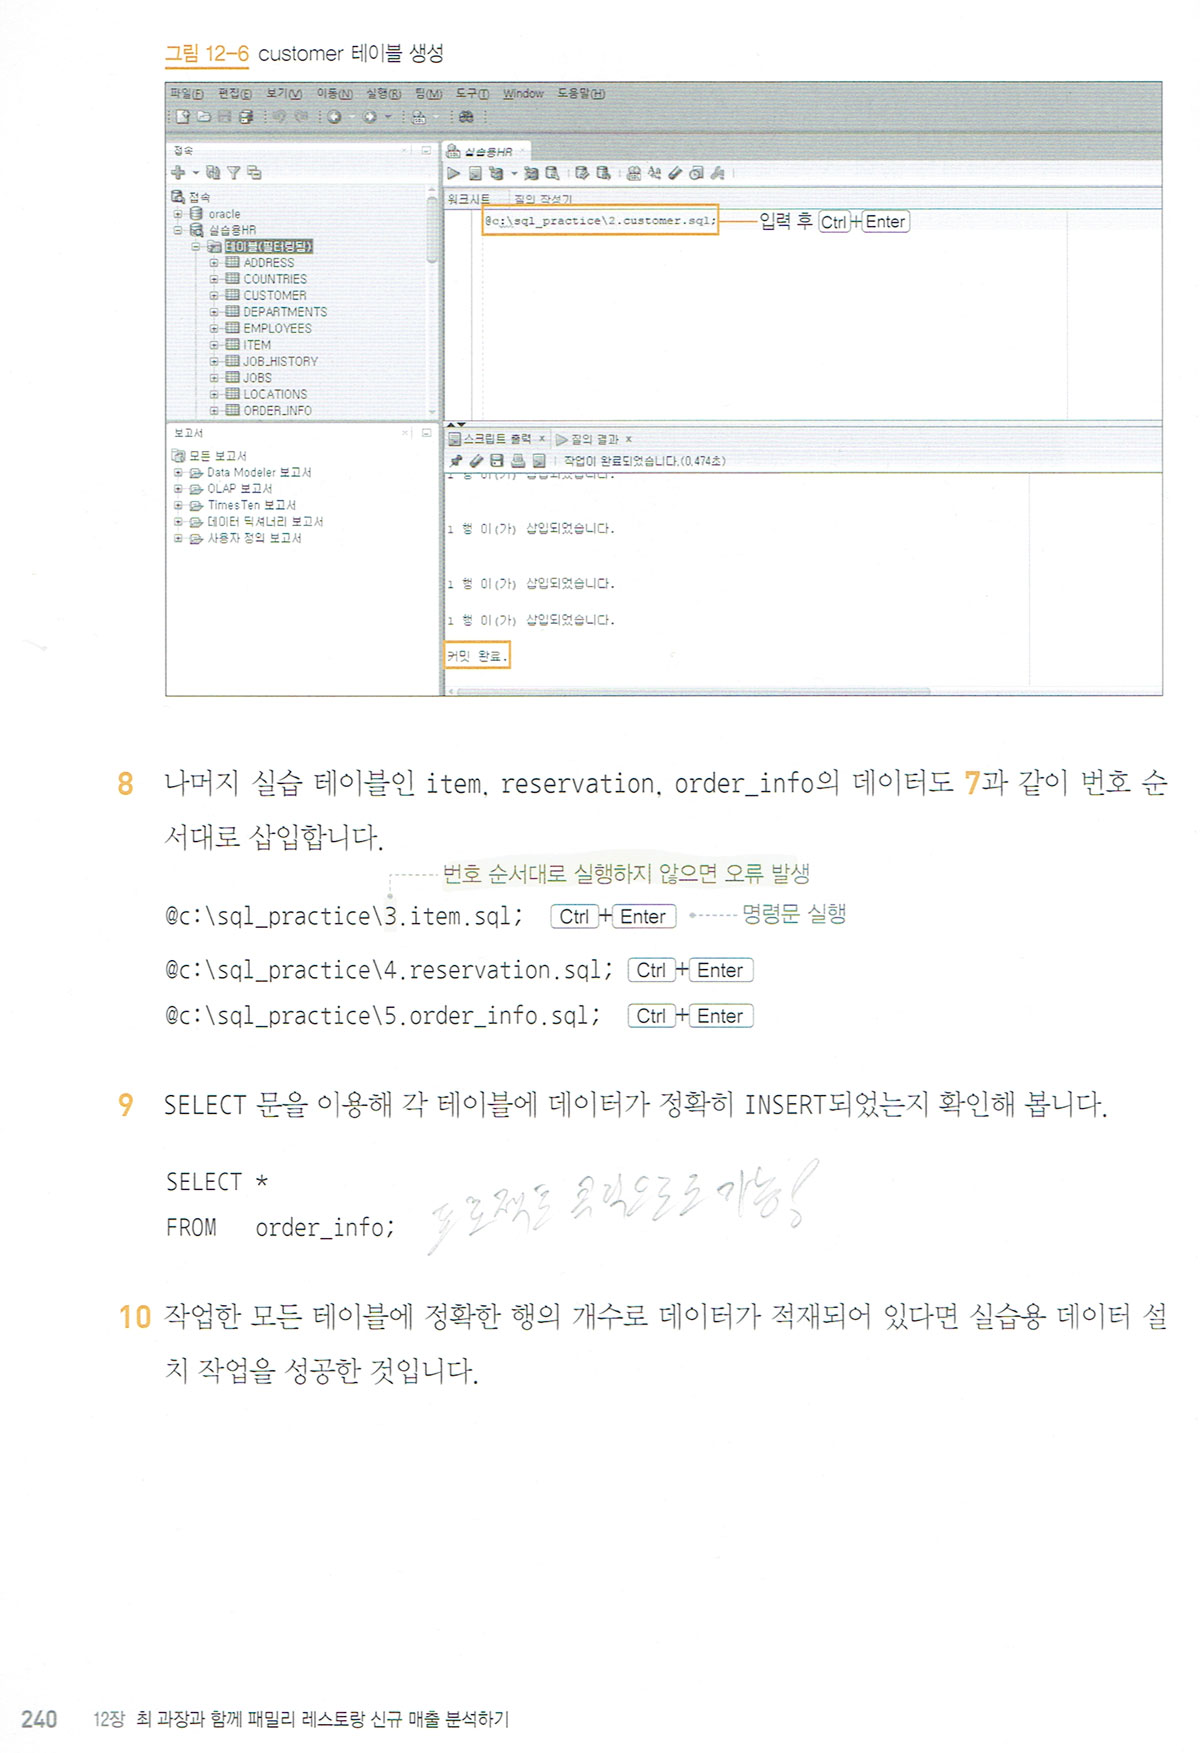 그림 12-6 customer 테이블 생성
파일(F) 편집(E) 보기(V) 이동(N) 실행(R) 팀(M) 도구(T) Window 도움말(H)
접속
실습용HR
접속
oracle
실습용HR
테이블(필터링됨)
ADDRESS
COUNTRIES
CUSTOMER
DEPARTMENTS
EMPLOYEES
ITEM
JOB_HISTORY
JOBS
LOCATIONS
ORDER_INFO
워크시트 질의 작성기
@c:\sql_practice\2.customer.sql; 입력 후 Ctrl+Enter
보고서
모든 보고서
Data Modeler 보고서
OLAP 보고서
TimesTen 보고서
데이터 딕셔너리 보고서
사용자 정의 보고서
스크립트 출력 x 질의 결과 x
작업이 완료되었습니다.(0.474초)
1 행 이(가) 삽입되었습니다.
1 행 이(가) 삽입되었습니다.
1 행 이(가) 삽입되었습니다.
1 행 이(가) 삽입되었습니다.
커밋 완료.
8 나머지 실습 테이블인 item, reservation, order_info의 데이터도 7과 같이 번호 순
서대로 삽입합니다.
번호 순서대로 실행하지 않으면 오류 발생
@c:\sql_practice\3.item.sql; Ctrl+Enter 명령문 실행
@c:\sql_practice\4.reservation.sql; Ctrl+Enter
@c:\sql_practice\5.order_info.sql; Ctrl+Enter
9 SELECT 문을 이용해 각 테이블에 데이터가 정확히 INSERT되었는지 확인해 봅니다.
SELECT *
FROM order_info;
가능!
10 작업한 모든 테이블에 정확한 행의 개수로 데이터가 적재되어 있다면 실습용 데이터 설
치 작업을 성공한 것입니다.
240 12장 최 과장과 함께 패밀리 레스토랑 신규 매출 분석하기